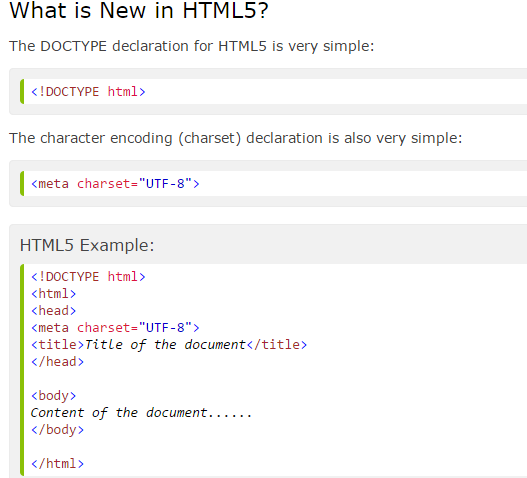 What is New in HTML5?
The DOCTYPE declaration for HTML5 is very simple:
<!DOCTYPE html>
The character encoding (charset) declaration is also very simple:
<meta charset="UTF-8">
HTML5 Example:
<!DOCTYPE html>
<html>
<head>
<meta charset="UTF-8">
<title>Title of the document</title>
</head>
<body>
Content of the document......
</body>
</html>